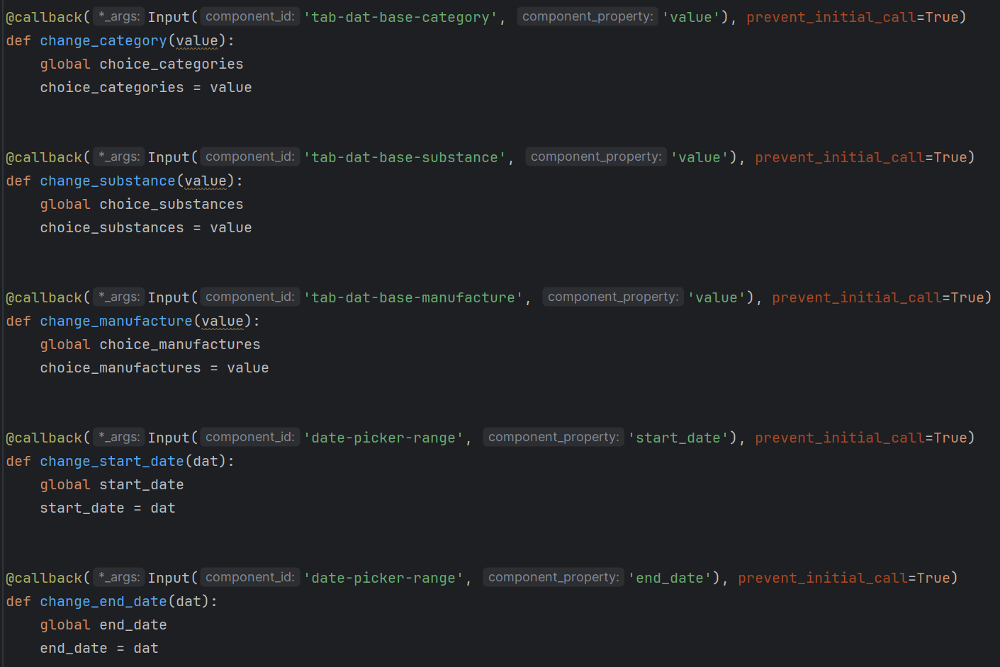 @callback( *_args: Input( component_id: 'tab-dat-base-category', component_property: 'value'), prevent_initial_call=True)
def change_category(value):
    global choice_categories
    choice_categories = value
@callback( *_args: Input( component_id: 'tab-dat-base-substance', component_property: 'value'), prevent_initial_call=True)
def change_substance(value):
    global choice_substances
    choice_substances = value
@callback( *_args: Input( component_id: 'tab-dat-base-manufacture', component_property: 'value'), prevent_initial_call=True)
def change_manufacture(value):
    global choice_manufactures
    choice_manufactures = value
@callback( *_args: Input( component_id: 'date-picker-range', component_property: 'start_date'), prevent_initial_call=True)
def change_start_date(dat):
    global start_date
    start_date = dat
@callback( *_args: Input( component_id: 'date-picker-range', component_property: 'end_date'), prevent_initial_call=True)
def change_end_date(dat):
    global end_date
    end_date = dat